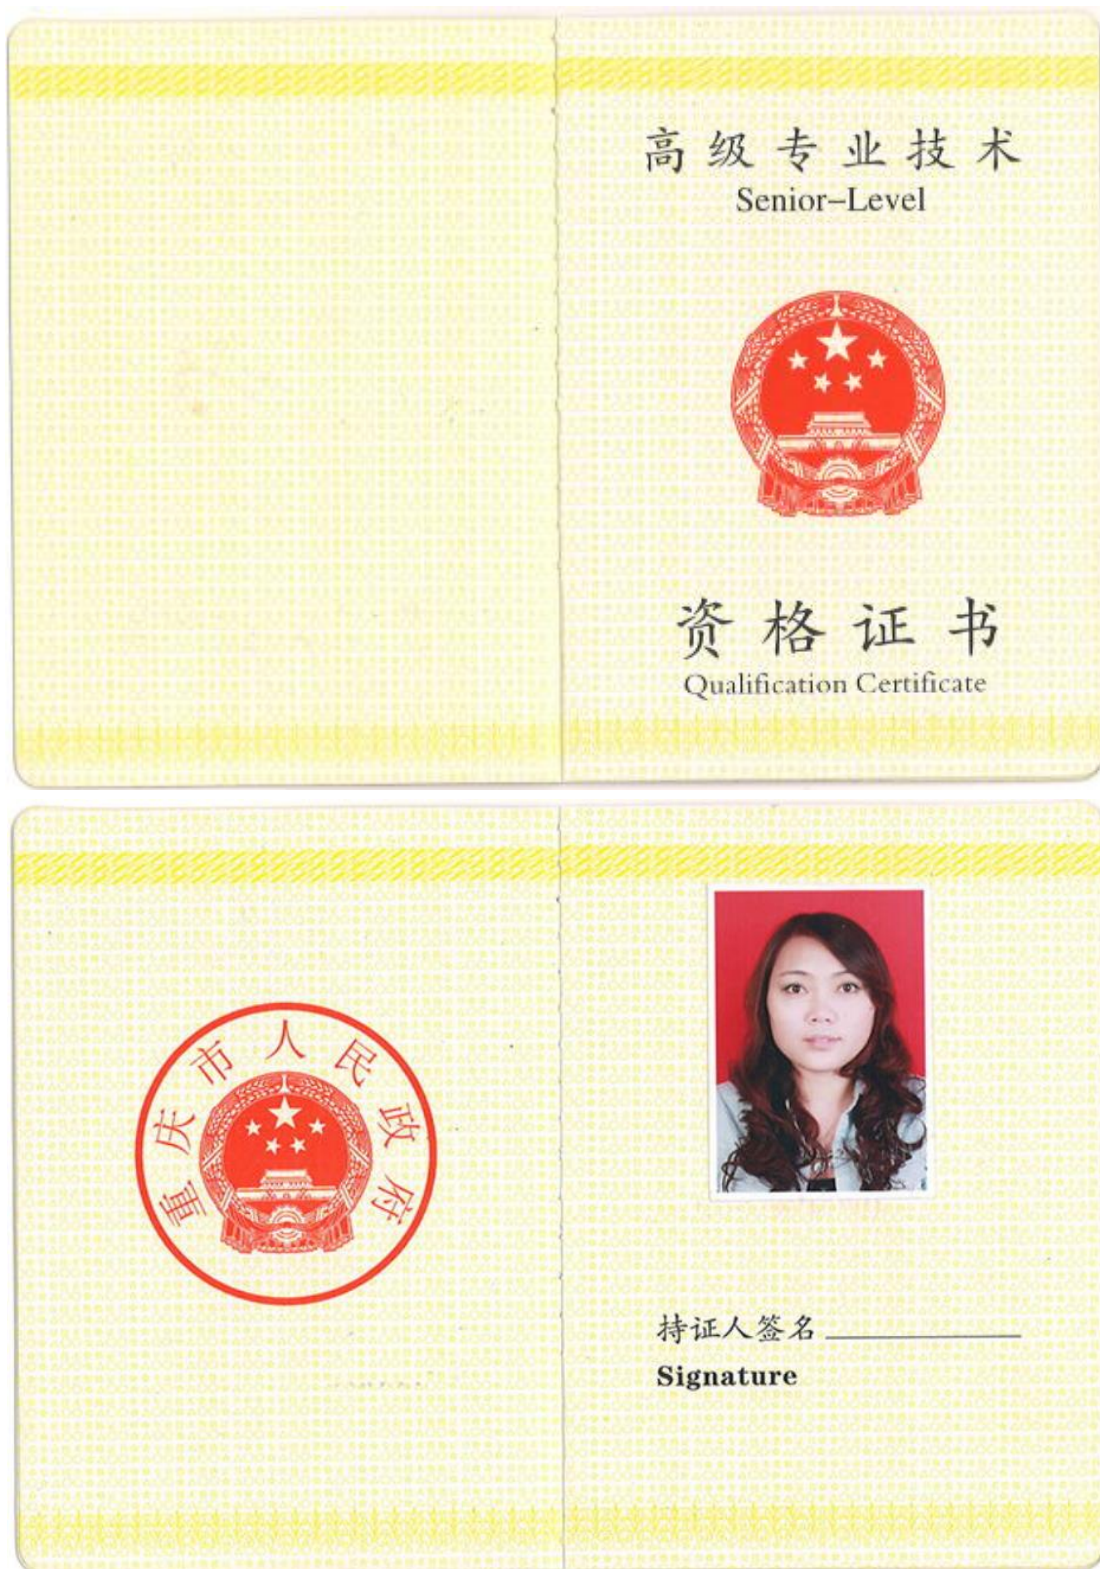 高级专业技术
Senior–Level
资格证书
Qualification Certificate
重庆市人民政府
持证人签名
Signature